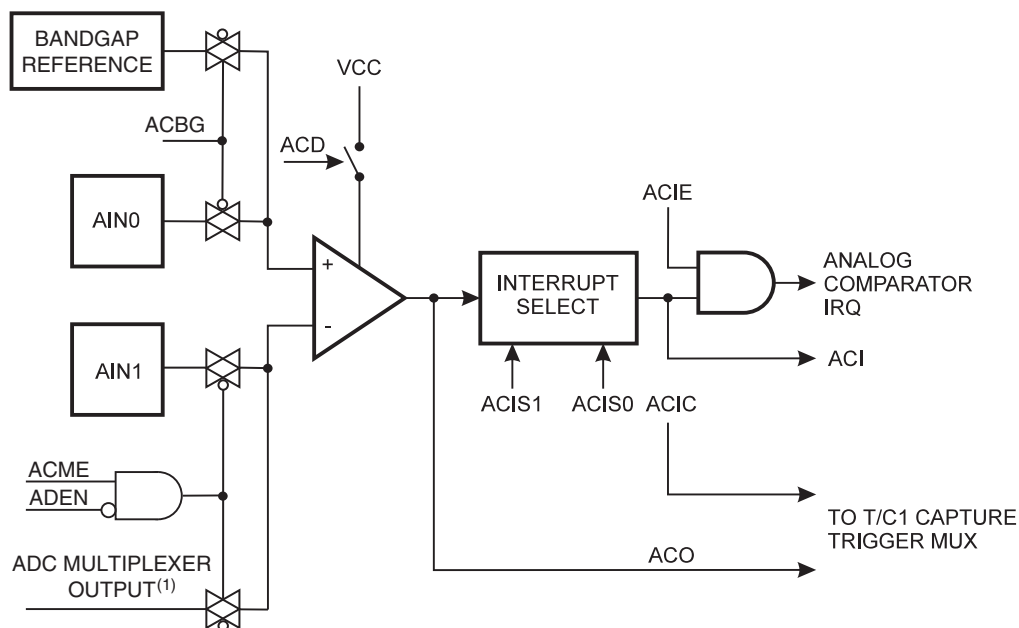 BANDGAP
REFERENCE
VCC
ACBG
ACD
AIN0
ACIE
+
INTERRUPT
SELECT
ANALOG
COMPARATOR
IRQ
-
AIN1
ACI
ACIS1
ACIS0
ACIC
ACME
ADEN
TO T/C1 CAPTURE
TRIGGER MUX
ADC MULTIPLEXER
OUTPUT(1)
ACO